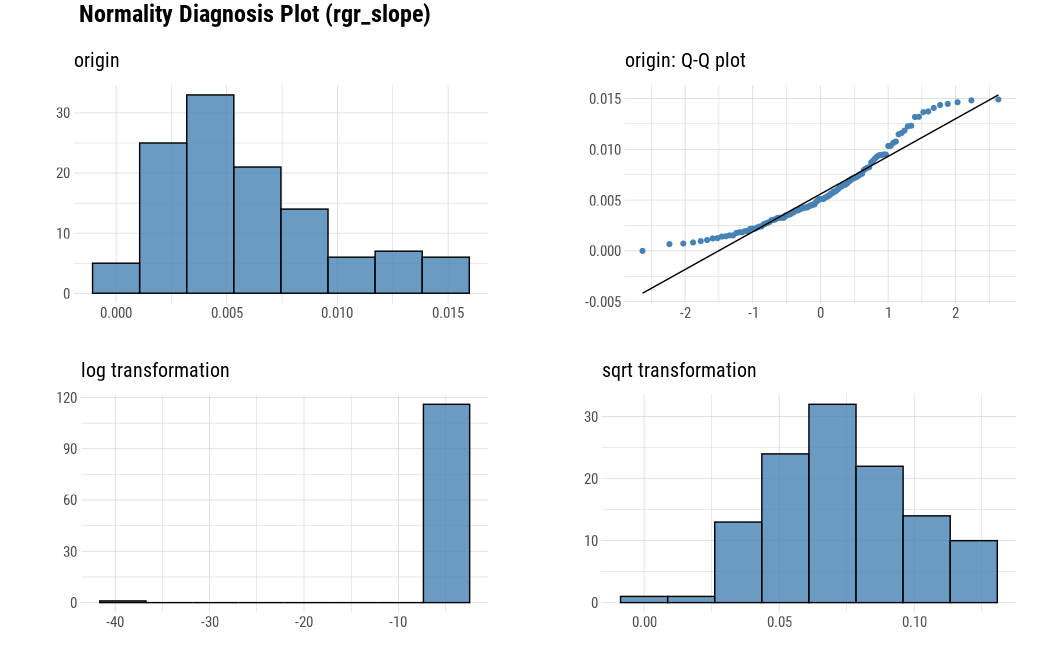 Normality Diagnosis Plot (rgr_slope)
origin
30
20
10
0
0.000 0.005 0.010 0.015
origin: Q-Q plot
0.015
0.010
0.005
0.000
-0.005
-2 -1 0 1 2
log transformation
120
90
60
30
0
-40 -30 -20 -10
sqrt transformation
30
20
10
0
0.00 0.05 0.10